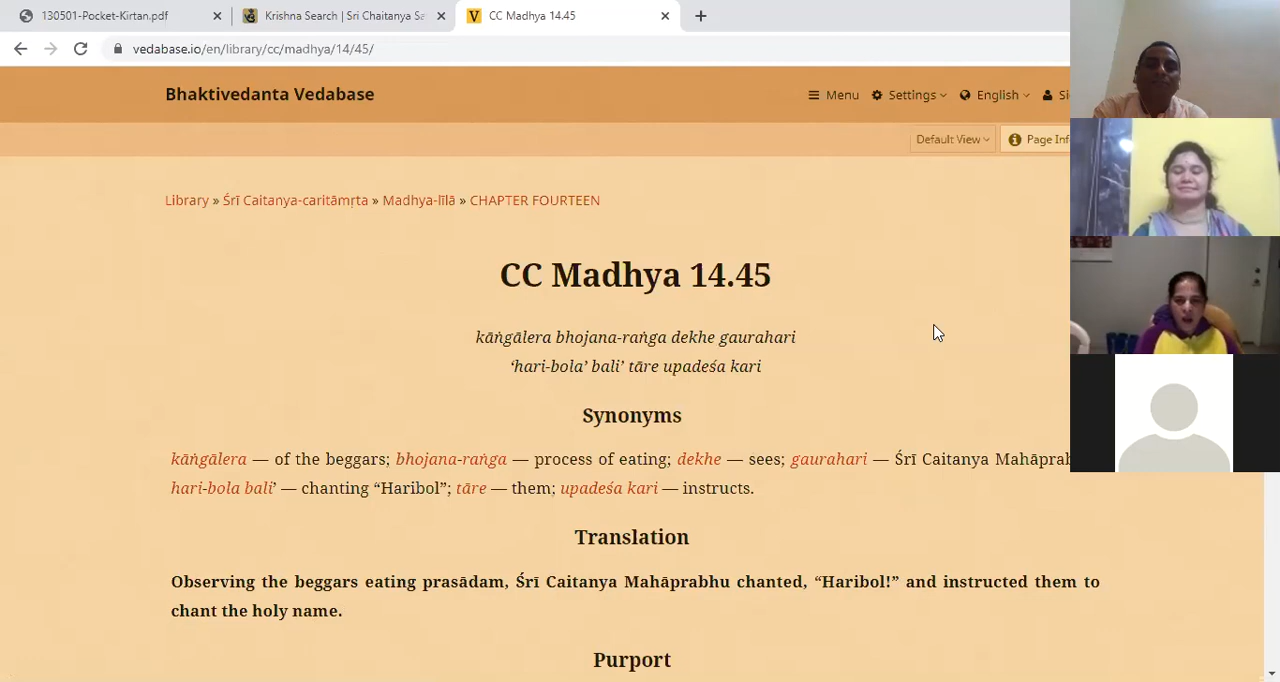 130501-Pocket-Kirtan.pdf
Krishna Search | Sri Chaitanya Sa
CC Madhya 14.45
vedabase.io/en/library/cc/madhya/14/45/
Bhaktivedanta Vedabase
Menu Settings English Si
Default View Page Inf
Library » Śrī Caitanya-caritāmṛta » Madhya-līlā » CHAPTER FOURTEEN
CC Madhya 14.45
kāṅgālera bhojana-raṅga dekhe gaurahari
‘hari-bola’ bali’ tāre upadeśa kari
Synonyms
kāṅgālera — of the beggars; bhojana-raṅga — process of eating; dekhe — sees; gaurahari — Śrī Caitanya Mahāprab
hari-bola bali’ — chanting “Haribol”; tāre — them; upadeśa kari — instructs.
Translation
Observing the beggars eating prasādam, Śrī Caitanya Mahāprabhu chanted, “Haribol!” and instructed them to
chant the holy name.
Purport